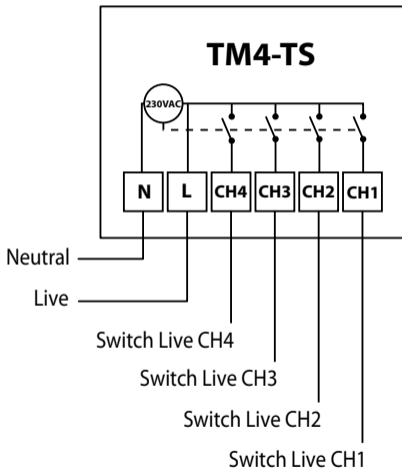 TM4-TS
230VAC
N L CH4 CH3 CH2 CH1
Neutral
Live
Switch Live CH4
Switch Live CH3
Switch Live CH2
Switch Live CH1